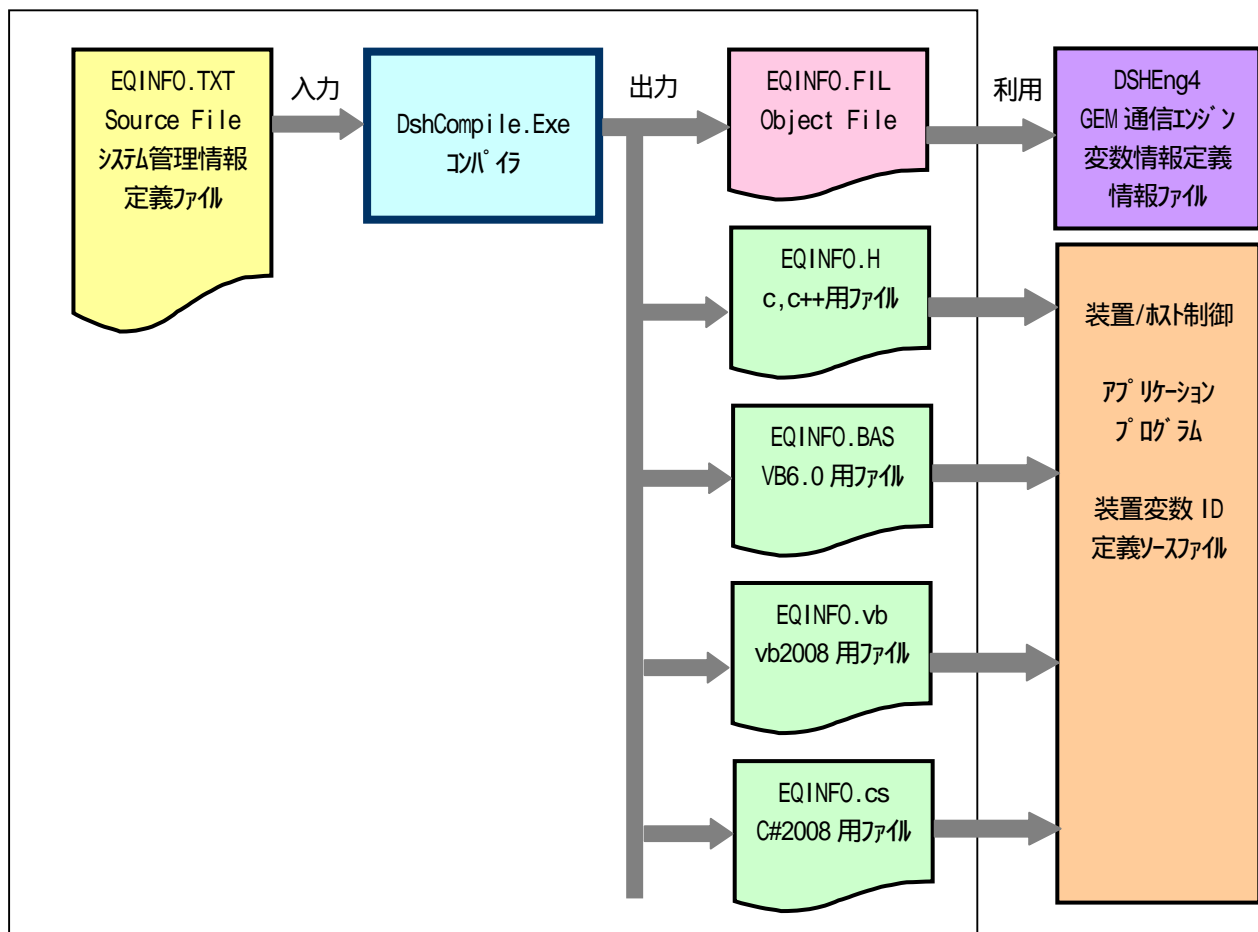 EQINFO.TXT
Source File
システム管理情報
定義ファイル
入力
DshCompile.Exe
コンパイラ
出力
EQINFO.FIL
Object File
利用
DSHEng4
GEM 通信エンジン
変数情報定義
情報ファイル
EQINFO.H
c,c++用ファイル
EQINFO.BAS
VB6.0 用ファイル
EQINFO.vb
vb2008 用ファイル
EQINFO.cs
C#2008 用ファイル
装置/ホスト制御
アプリケーション
プログラム
装置変数 ID
定義ソースファイル